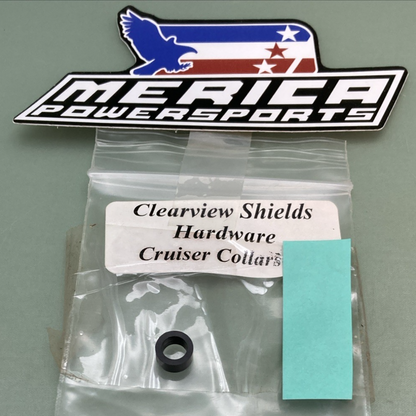 MERICA
POWERSPORTS
Clearview Shields
Hardware
Cruiser Collars